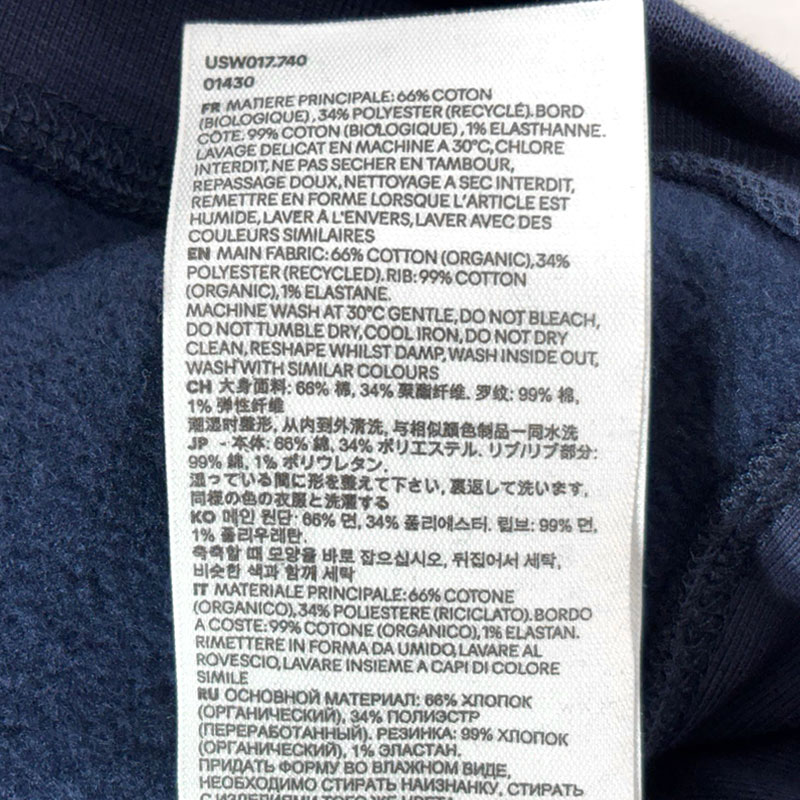 USW017.740
01430
FR MATIERE PRINCIPALE: 66% COTON
(BIOLOGIQUE), 34% POLYESTER (RECYCLÉ). BORD
COTE: 99% COTON (BIOLOGIQUE), 1% ELASTHANNE.
LAVAGE DELICAT EN MACHINE A 30°C, CHLORE
INTERDIT, NE PAS SECHER EN TAMBOUR,
REPASSAGE DOUX, NETTOYAGE A SEC INTERDIT,
REMETTRE EN FORME LORSQUE L'ARTICLE EST
HUMIDE, LAVER À L'ENVERS, LAVER AVEC DES
COULEURS SIMILAIRES
EN MAIN FABRIC: 66% COTTON (ORGANIC), 34%
POLYESTER (RECYCLED). RIB: 99% COTTON
(ORGANIC), 1% ELASTANE.
MACHINE WASH AT 30°C GENTLE, DO NOT BLEACH,
DO NOT TUMBLE DRY, COOL IRON, DO NOT DRY
CLEAN, RESHAPE WHILST DAMP, WASH INSIDE OUT,
WASH WITH SIMILAR COLOURS
CH 大身面料: 66% 棉, 34% 聚酯纤维. 罗纹: 99% 棉,
1% 弹性纤维
潮湿时整形, 从内到外清洗, 与相似颜色制品一同水洗
JP - 本体: 66% 綿, 34% ポリエステル. リブ/リブ部分:
99% 綿, 1% ポリウレタン.
湿っている間に形を整えて下さい, 裏返して洗います,
同様の色の衣服と洗濯する
KO 메인 원단: 66% 면, 34% 폴리에스터. 립브: 99% 면,
1% 폴리우레탄.
축축할 때 모양을 바로 잡으십시오, 뒤집어서 세탁,
비슷한 색과 함께 세탁
IT MATERIALE PRINCIPALE: 66% COTONE
(ORGANICO), 34% POLIESTERE (RICICLATO). BORDO
A COSTE: 99% COTONE (ORGANICO), 1% ELASTAN.
RIMETTERE IN FORMA DA UMIDO, LAVARE AL
ROVESCIO, LAVARE INSIEME A CAPI DI COLORE
SIMILE
RU ОСНОВНОЙ МАТЕРИАЛ: 66% ХЛОПОК
(ОРГАНИЧЕСКИЙ), 34% ПОЛИЭСТР
(ПЕРЕРАБОТАННЫЙ). РЕЗИНКА: 99% ХЛОПОК
(ОРГАНИЧЕСКИЙ), 1% ЭЛАСТАН.
ПРИДАТЬ ФОРМУ ВО ВЛАЖНОМ ВИДЕ,
НЕОБХОДИМО СТИРАТЬ НАИЗНАНКУ, СТИРАТЬ
С ИЗДЕЛИЯМИ ТОГО ЖЕ ЦВЕТА